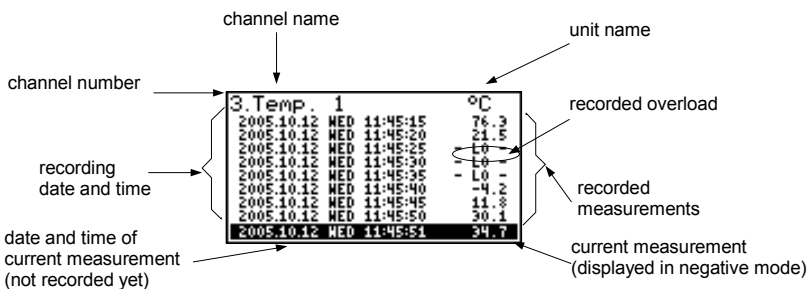 channel name
unit name
channel number
recorded overload
3.Temp. 1 °C
2005.10.12 WED 11:45:15 76.3
2005.10.12 WED 11:45:20 21.5
2005.10.12 WED 11:45:25 - LO -
2005.10.12 WED 11:45:30 - LO -
2005.10.12 WED 11:45:35 - LO -
2005.10.12 WED 11:45:40 -4.2
2005.10.12 WED 11:45:45 11.8
2005.10.12 WED 11:45:50 30.1
2005.10.12 WED 11:45:51 34.7
recording
date and time
recorded
measurements
date and time of
current measurement
(not recorded yet)
current measurement
(displayed in negative mode)